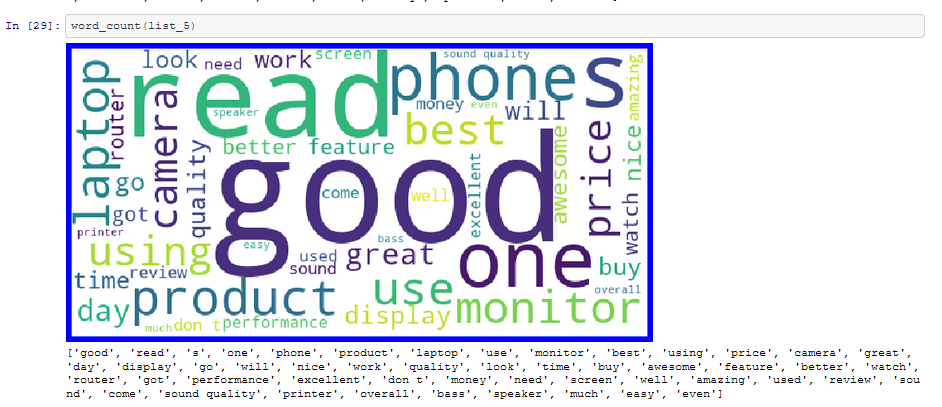 In [29]: word_count(list_5)
look need work screen sound quality
read phones s
laptop router camera speaker money even will amazing
better feature best awesome price nice
go got quality good come well excellent watch
printer easy bass
using used sound great one buy
time review overall
day product use monitor
much don t performance display
['good', 'read', 's', 'one', 'phone', 'product', 'laptop', 'use', 'monitor', 'best', 'using', 'price', 'camera', 'great',
'day', 'display', 'go', 'will', 'nice', 'work', 'quality', 'look', 'time', 'buy', 'awesome', 'feature', 'better', 'watch',
'router', 'got', 'performance', 'excellent', 'don t', 'money', 'need', 'screen', 'well', 'amazing', 'used', 'review', 'sou
nd', 'come', 'sound quality', 'printer', 'overall', 'bass', 'speaker', 'much', 'easy', 'even']